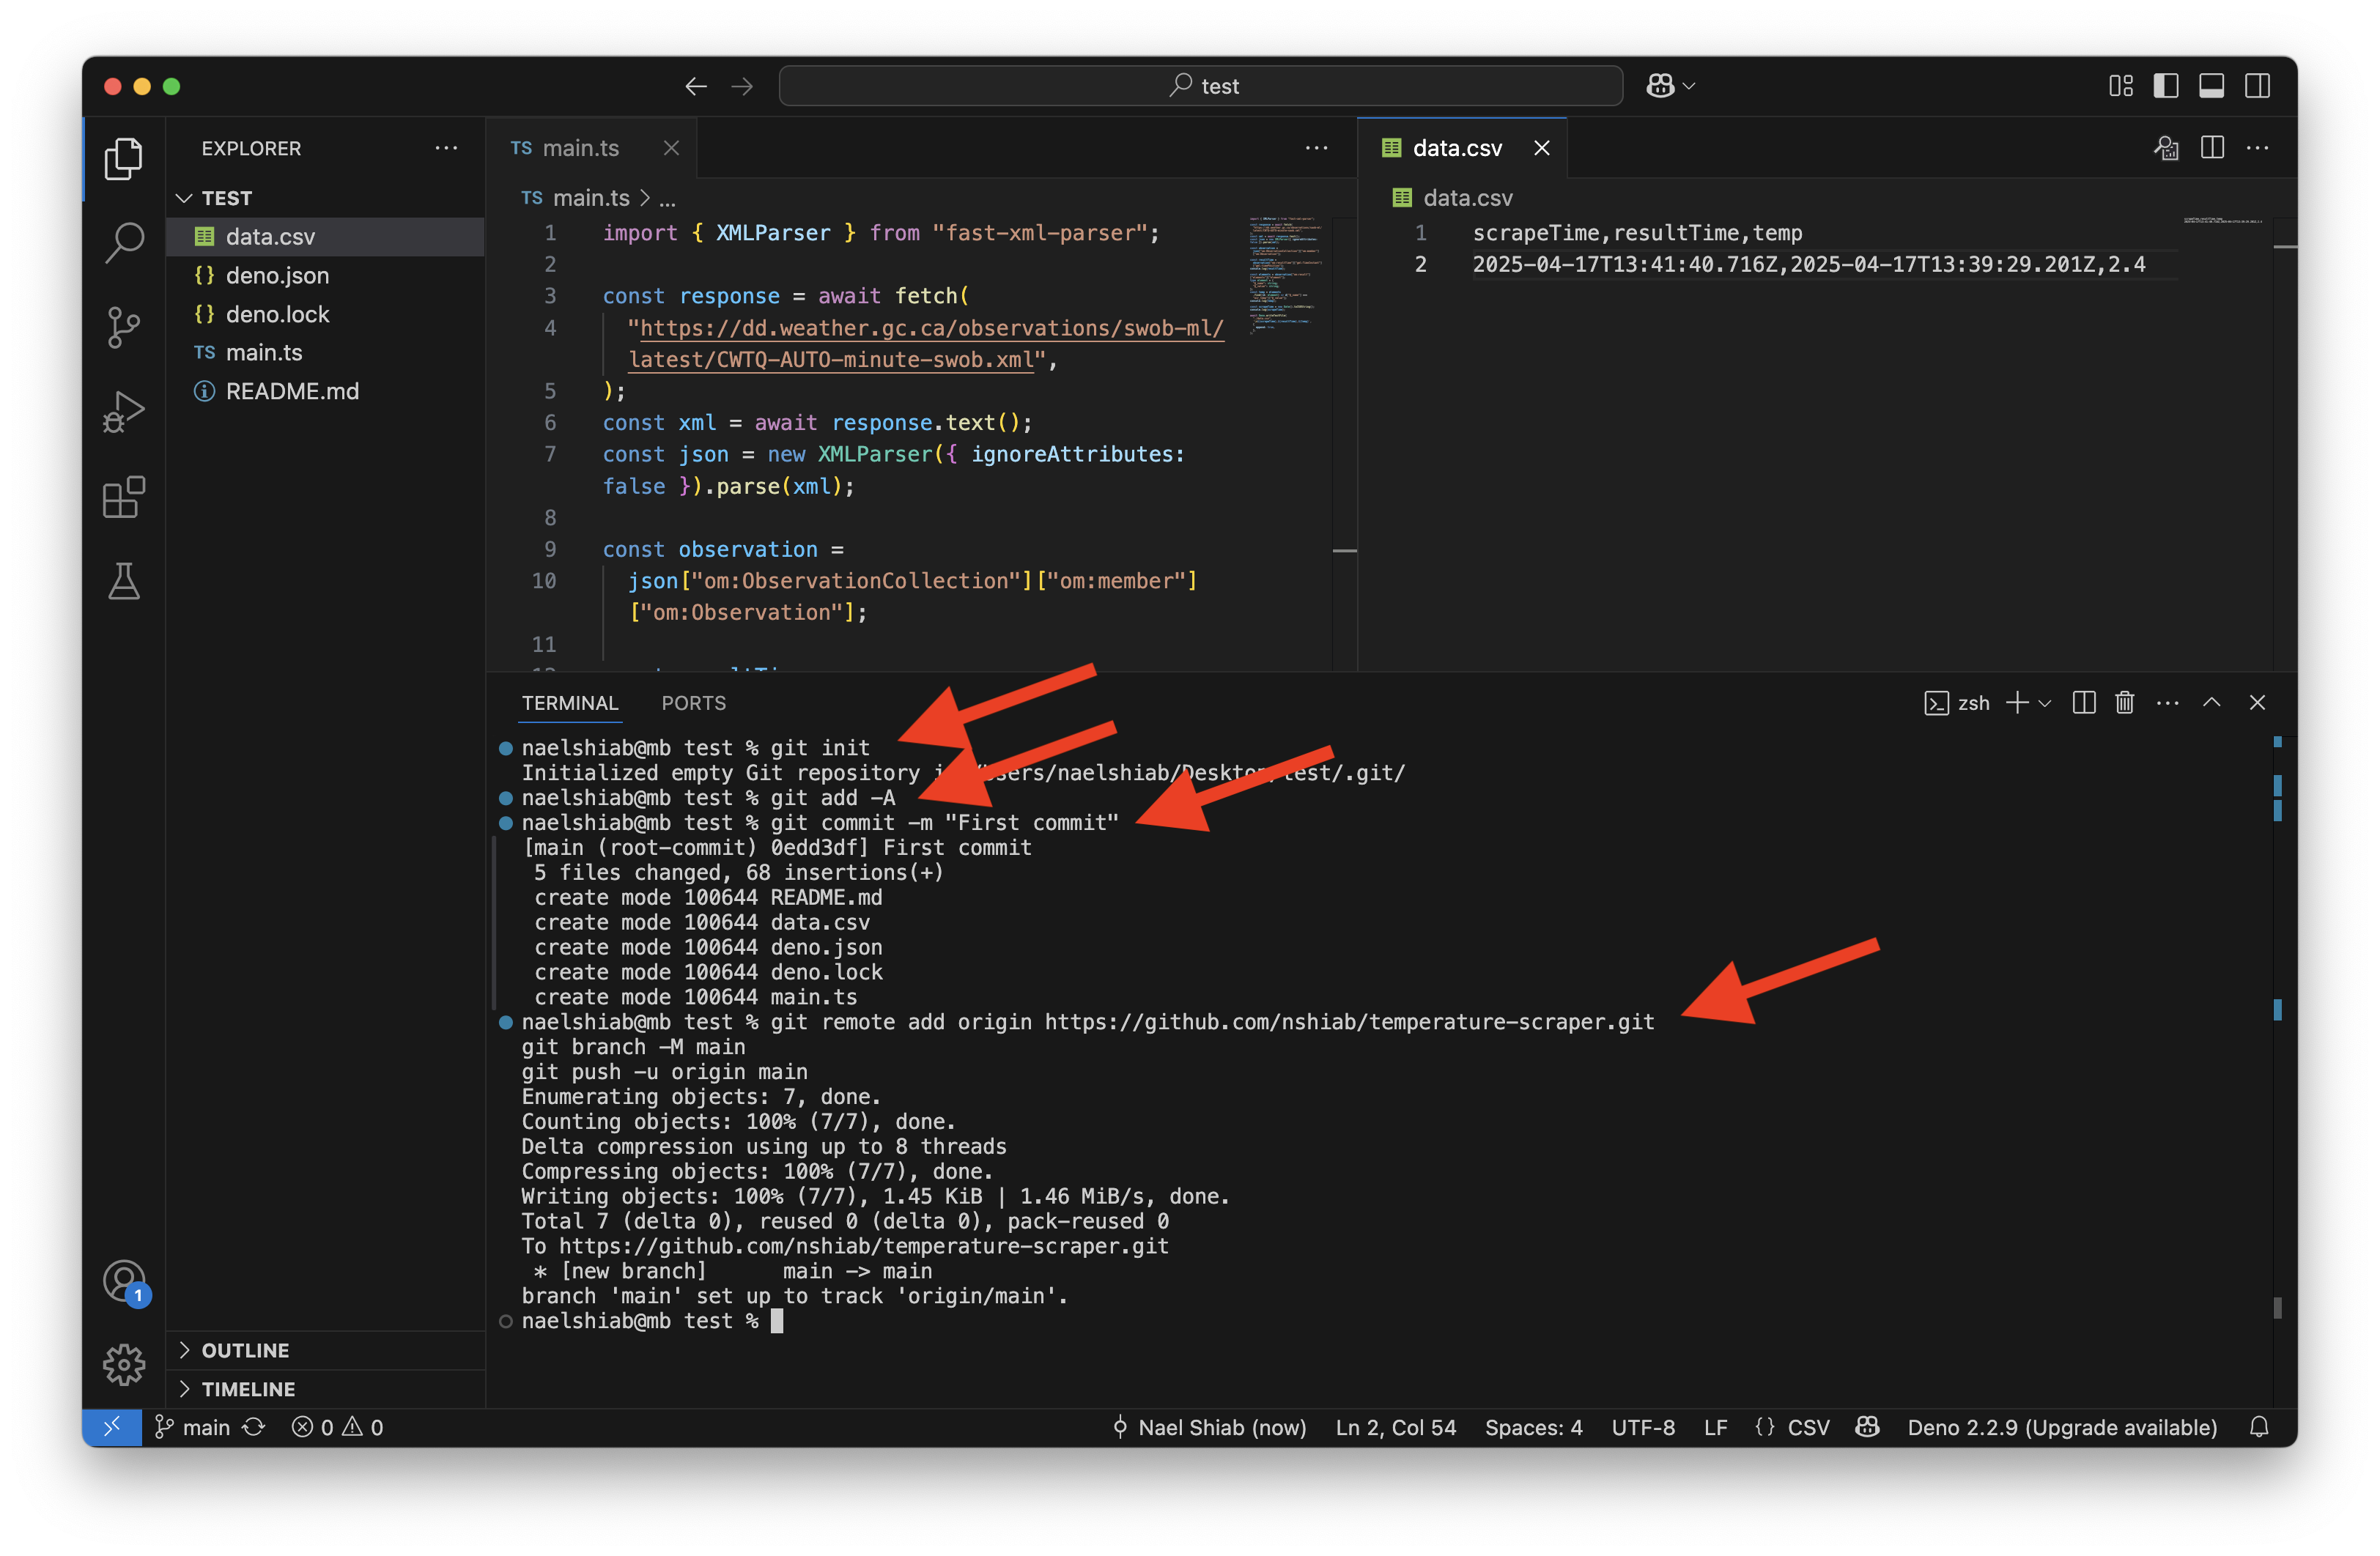 test
EXPLORER
TEST
data.csv
deno.json
deno.lock
main.ts
README.md
OUTLINE
TIMELINE
TS main.ts
TS main.ts > ...
1 import { XMLParser } from "fast-xml-parser";
2
3 const response = await fetch(
4 "https://dd.weather.gc.ca/observations/swob-ml/
latest/CWTQ-AUTO-minute-swob.xml",
5 );
6 const xml = await response.text();
7 const json = new XMLParser({ ignoreAttributes:
false }).parse(xml);
8
9 const observation =
10 json["om:ObservationCollection"]["om:member"]
["om:Observation"];
11
data.csv
data.csv
1 scrapeTime,resultTime,temp
2 2025-04-17T13:41:40.716Z,2025-04-17T13:39:29.201Z,2.4
TERMINAL PORTS
zsh
naelshiab@mb test % git init
Initialized empty Git repository /.git/
naelshiab@mb test % git add -A
naelshiab@mb test % git commit -m "First commit"
[main (root-commit) 0edd3df] First commit
5 files changed, 68 insertions(+)
create mode 100644 README.md
create mode 100644 data.csv
create mode 100644 deno.json
create mode 100644 deno.lock
create mode 100644 main.ts
naelshiab@mb test % git remote add origin https://github.com/nshiab/temperature-scraper.git
git branch -M main
git push -u origin main
Enumerating objects: 7, done.
Counting objects: 100% (7/7), done.
Delta compression using up to 8 threads
Compressing objects: 100% (7/7), done.
Writing objects: 100% (7/7), 1.45 KiB | 1.46 MiB/s, done.
Total 7 (delta 0), reused 0 (delta 0), pack-reused 0
To https://github.com/nshiab/temperature-scraper.git
* [new branch] main -> main
branch 'main' set up to track 'origin/main'.
naelshiab@mb test %
1
main 0 0 Nael Shiab (now) Ln 2, Col 54 Spaces: 4 UTF-8 LF {} CSV Deno 2.2.9 (Upgrade available)